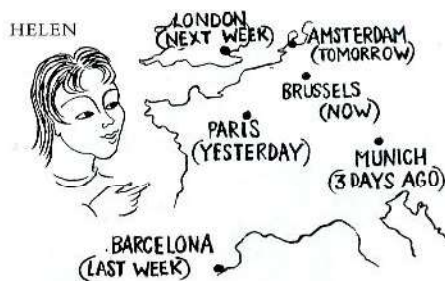 HELEN
LONDON
(NEXT WEEK)
AMSTERDAM
(TOMORROW)
BRUSSELS
(NOW)
PARIS
(YESTERDAY)
MUNICH
(3 DAYS AGO)
BARCELONA
(LAST WEEK)